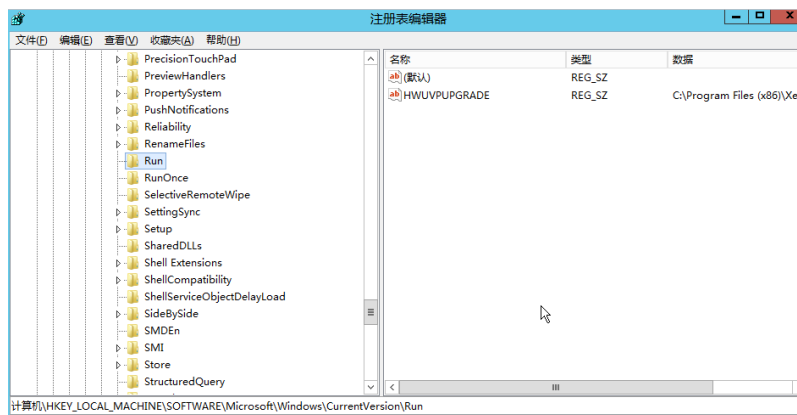 注册表编辑器
文件(F) 编辑(E) 查看(V) 收藏夹(A) 帮助(H)
PrecisionTouchPad
PreviewHandlers
PropertySystem
PushNotifications
Reliability
RenameFiles
Run
RunOnce
SelectiveRemoteWipe
SettingSync
Setup
SharedDLLs
Shell Extensions
ShellCompatibility
ShellServiceObjectDelayLoad
SideBySide
SMDEn
SMI
Store
StructuredQuery
名称 类型 数据
ab (默认) REG_SZ
ab HWUVPUPGRADE REG_SZ C:\Program Files (x86)\Xe
计算机\HKEY_LOCAL_MACHINE\SOFTWARE\Microsoft\Windows\CurrentVersion\Run